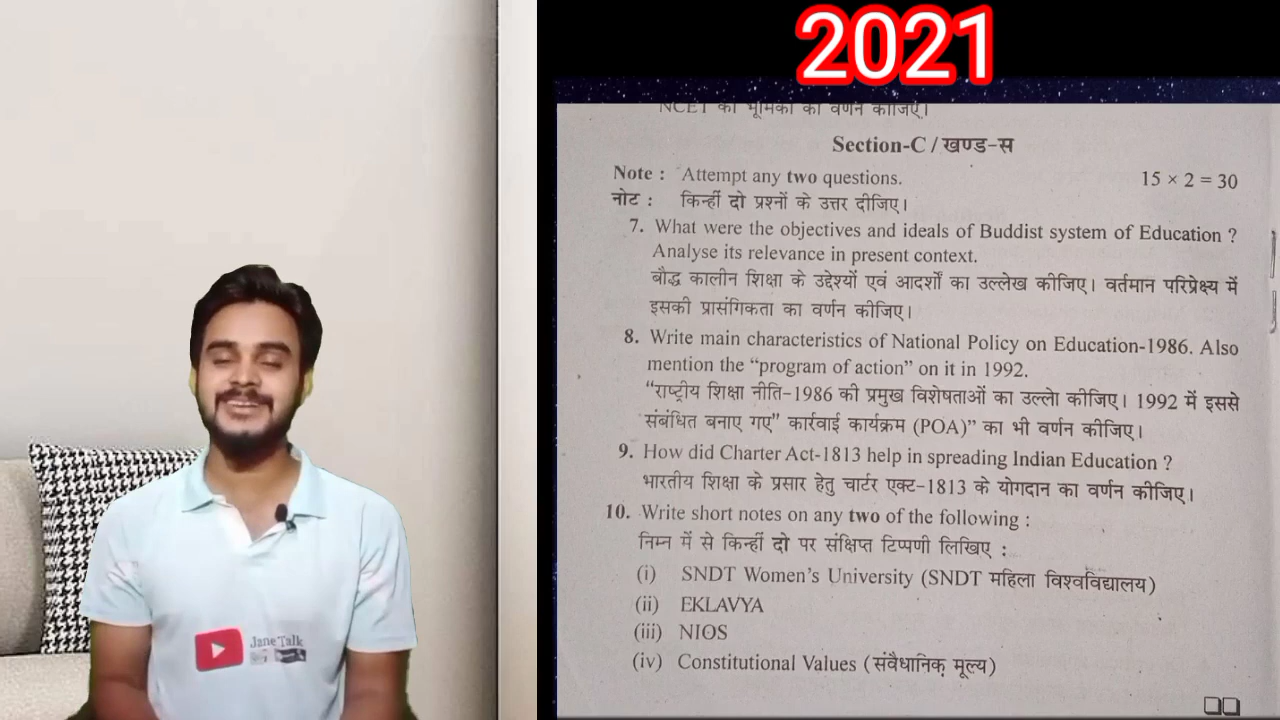 2021
NCET की भूमिका का वर्णन कीजिए।
Section-C / खण्ड-स
Note : Attempt any two questions. 15 × 2 = 30
नोट : किन्हीं दो प्रश्नों के उत्तर दीजिए।
7. What were the objectives and ideals of Buddist system of Education ?
Analyse its relevance in present context.
बौद्ध कालीन शिक्षा के उद्देश्यों एवं आदर्शों का उल्लेख कीजिए। वर्तमान परिप्रेक्ष्य में
इसकी प्रासंगिकता का वर्णन कीजिए।
8. Write main characteristics of National Policy on Education-1986. Also
mention the “program of action” on it in 1992.
“राष्ट्रीय शिक्षा नीति-1986 की प्रमुख विशेषताओं का उल्लेा कीजिए। 1992 में इससे
संबंधित बनाए गए” कार्रवाई कार्यक्रम (POA)” का भी वर्णन कीजिए।
9. How did Charter Act-1813 help in spreading Indian Education ?
भारतीय शिक्षा के प्रसार हेतु चार्टर एक्ट-1813 के योगदान का वर्णन कीजिए।
10. Write short notes on any two of the following :
निम्न में से किन्हीं दो पर संक्षिप्त टिप्पणी लिखिए :
(i) SNDT Women’s University (SNDT महिला विश्वविद्यालय)
(ii) EKLAVYA
(iii) NIOS
(iv) Constitutional Values (संवैधानिक मूल्य)
Jane Talk